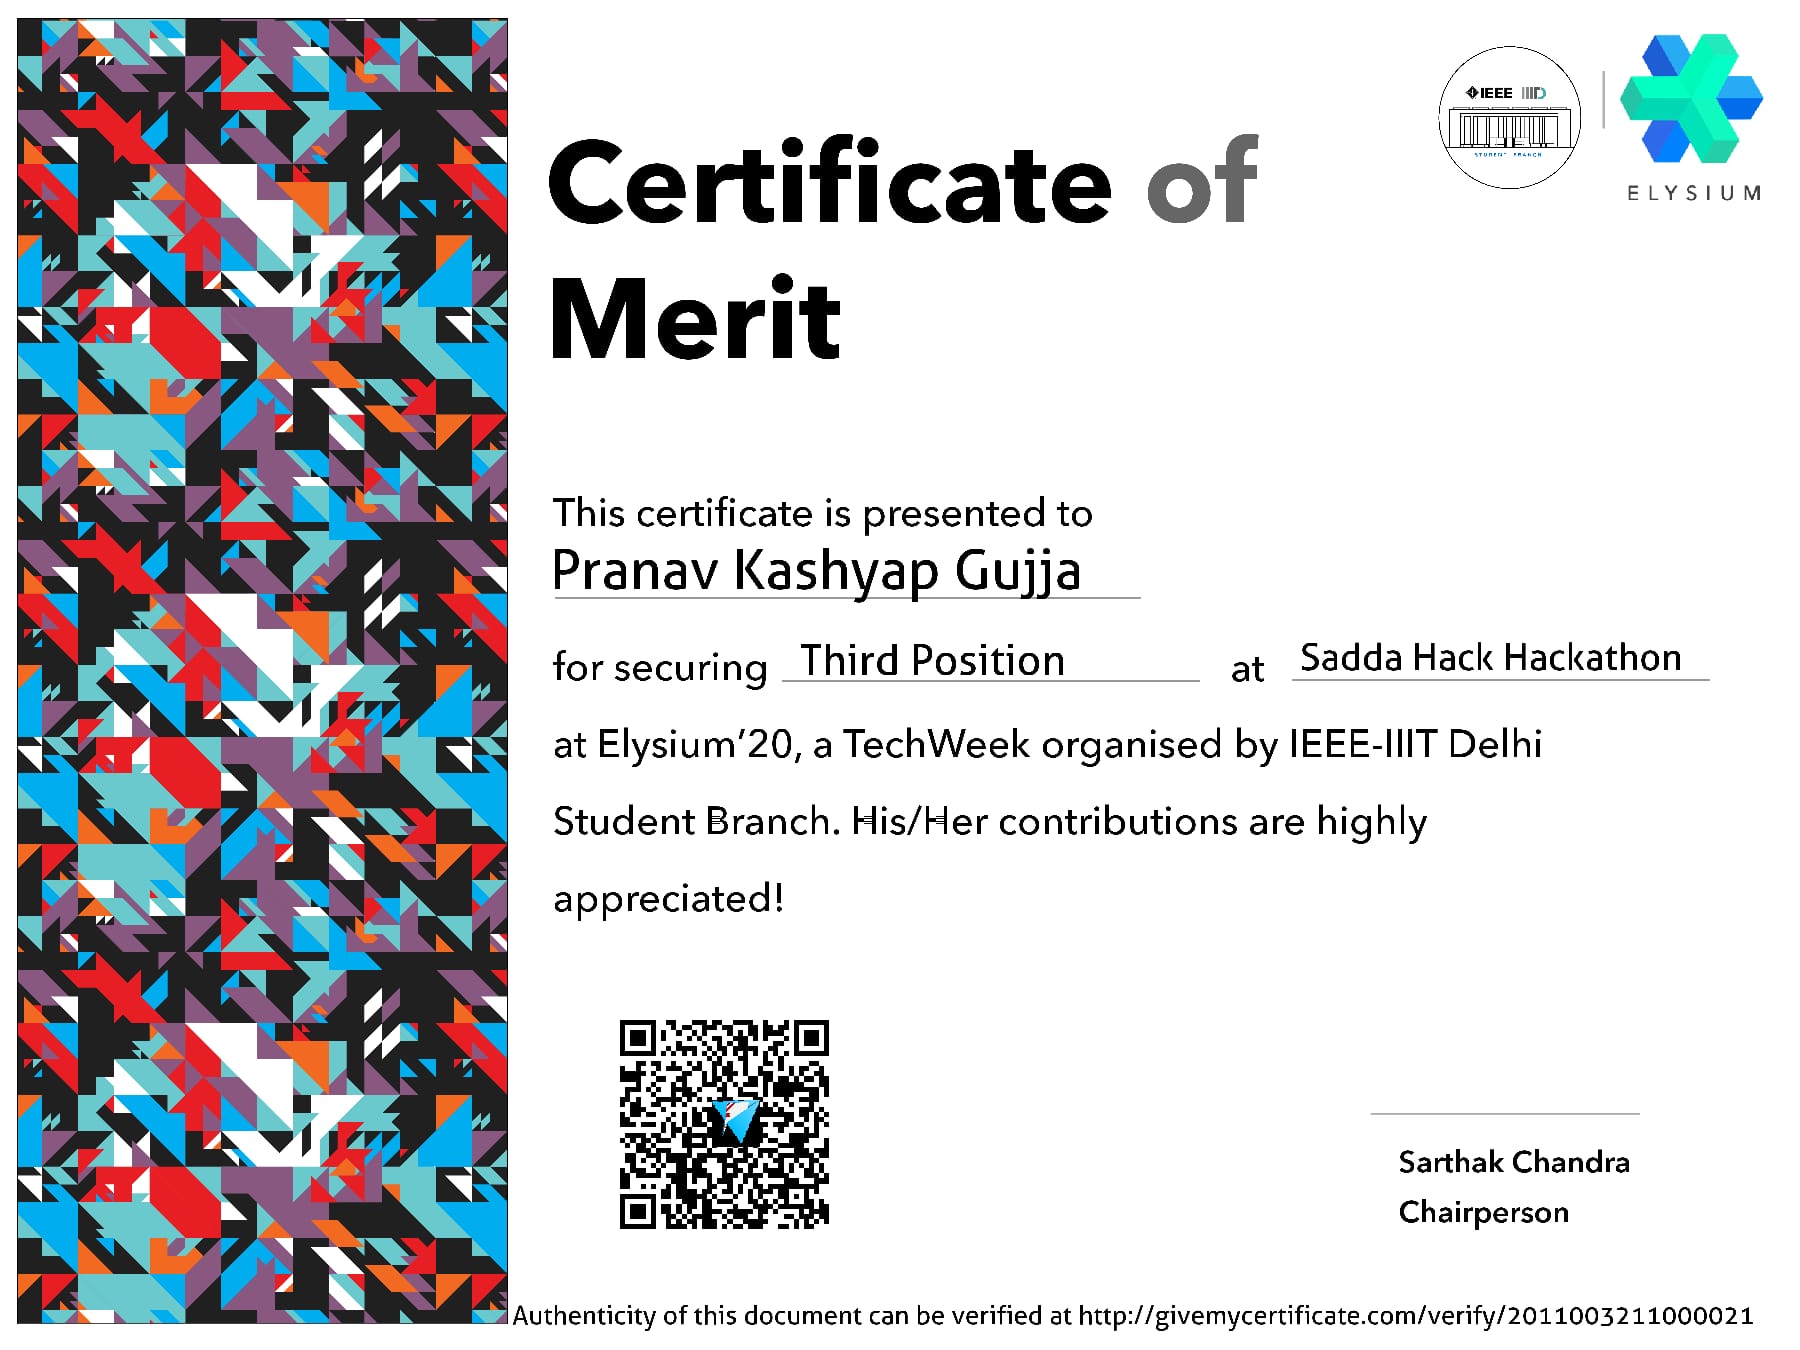 IEEE IIID
STUDENT BRANCH
ELYSIUM
Certificate of
Merit
This certificate is presented to
Pranav Kashyap Gujja
for securing Third Position at Sadda Hack Hackathon
at Elysium’20, a TechWeek organised by IEEE-IIIT Delhi
Student Branch. His/Her contributions are highly
appreciated!
Sarthak Chandra
Chairperson
Authenticity of this document can be verified at http://givemycertificate.com/verify/2011003211000021